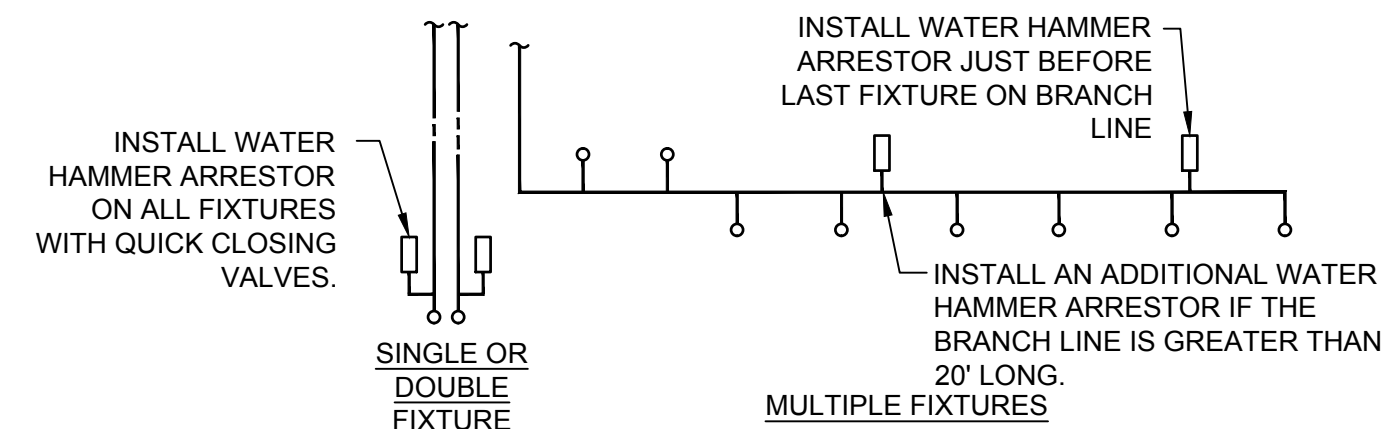 INSTALL WATER
HAMMER ARRESTOR
ON ALL FIXTURES
WITH QUICK CLOSING
VALVES.
SINGLE OR
DOUBLE
FIXTURE
INSTALL WATER HAMMER
ARRESTOR JUST BEFORE
LAST FIXTURE ON BRANCH
LINE
INSTALL AN ADDITIONAL WATER
HAMMER ARRESTOR IF THE
BRANCH LINE IS GREATER THAN
20' LONG.
MULTIPLE FIXTURES